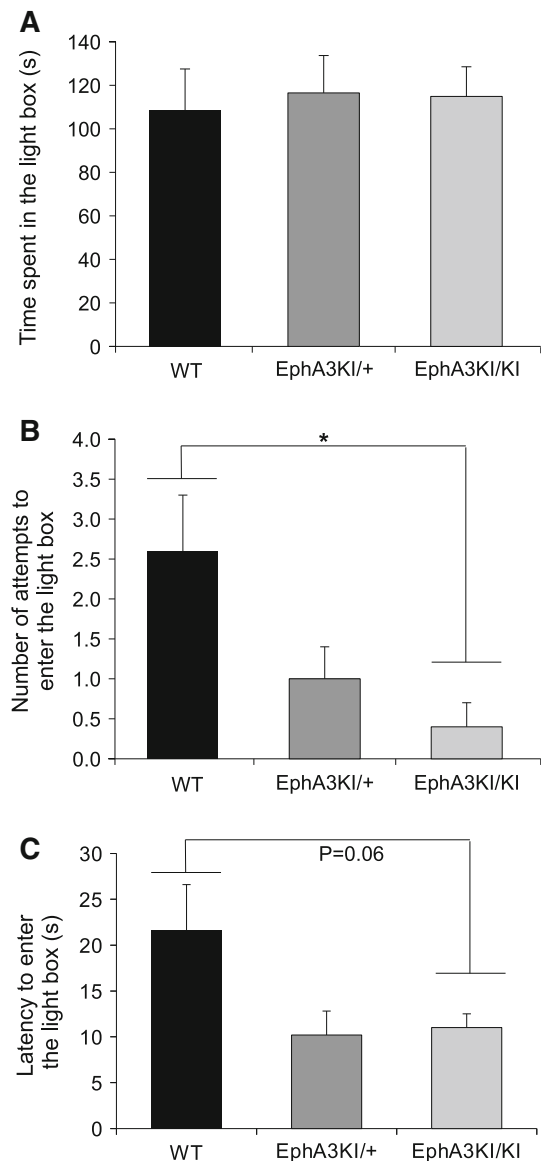 A
Time spent in the light box (s)
140
120
100
80
60
40
20
0
WT
EphA3KI/+
EphA3KI/KI
B
Number of attempts to
enter the light box
4.0
3.5
3.0
2.5
2.0
1.5
1.0
0.5
0.0
*
WT
EphA3KI/+
EphA3KI/KI
C
Latency to enter
the light box (s)
30
25
20
15
10
5
0
P=0.06
WT
EphA3KI/+
EphA3KI/KI